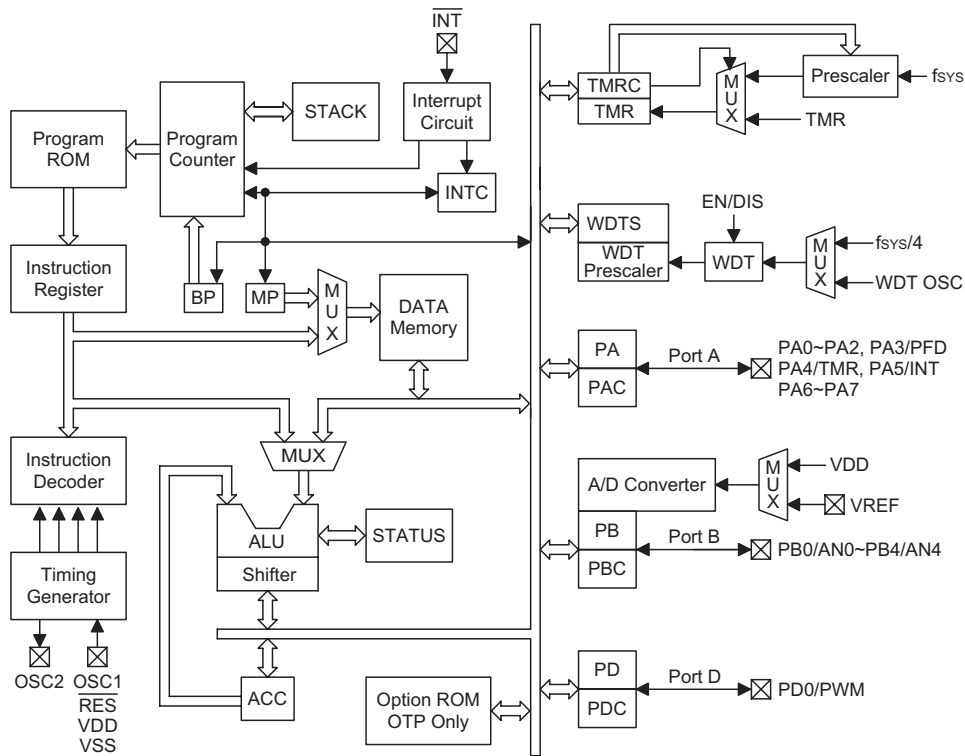 INT
STACK
Interrupt
Circuit
Program
ROM
Program
Counter
INTC
Instruction
Register
BP
MP
M
U
X
DATA
Memory
MUX
Instruction
Decoder
ALU
Shifter
STATUS
Timing
Generator
OSC2
OSC1
RES
VDD
VSS
ACC
Option ROM
OTP Only
TMRC
TMR
M
U
X
Prescaler
fSYS
TMR
EN/DIS
WDTS
WDT
Prescaler
WDT
M
U
X
fSYS/4
WDT OSC
PA
PAC
Port A
PA0~PA2, PA3/PFD
PA4/TMR, PA5/INT
PA6~PA7
A/D Converter
M
U
X
VDD
VREF
PB
PBC
Port B
PB0/AN0~PB4/AN4
PD
PDC
Port D
PD0/PWM